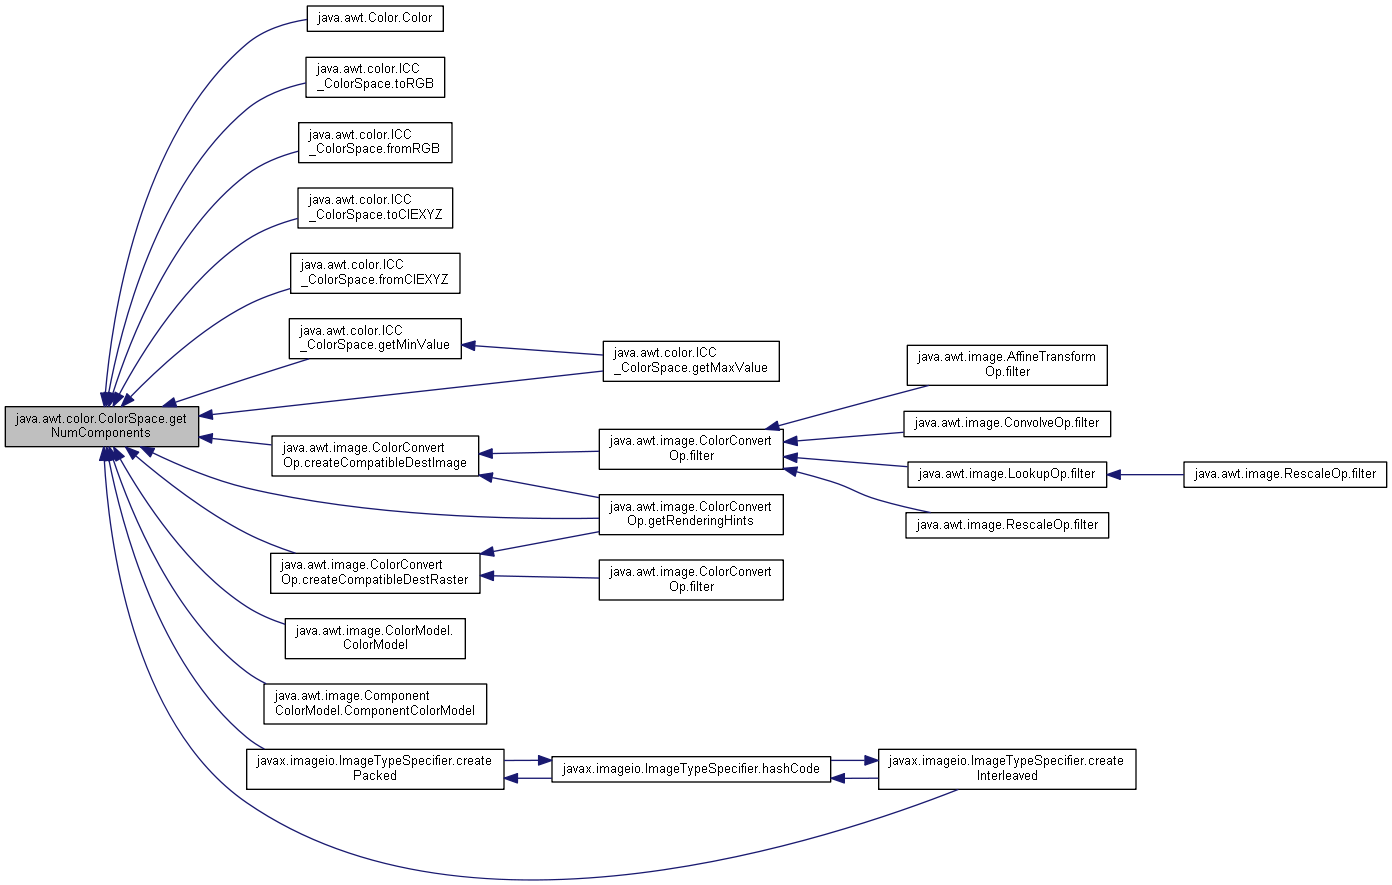 java.awt.Color.Color
java.awt.color.ICC
_ColorSpace.toRGB
java.awt.color.ICC
_ColorSpace.fromRGB
java.awt.color.ICC
_ColorSpace.toCIEXYZ
java.awt.color.ICC
_ColorSpace.fromCIEXYZ
java.awt.color.ICC
_ColorSpace.getMinValue
java.awt.color.ICC
_ColorSpace.getMaxValue
java.awt.image.AffineTransform
Op.filter
java.awt.color.ColorSpace.get
NumComponents
java.awt.image.ColorConvert
Op.createCompatibleDestImage
java.awt.image.ColorConvert
Op.filter
java.awt.image.ConvolveOp.filter
java.awt.image.LookupOp.filter
java.awt.image.RescaleOp.filter
java.awt.image.ColorConvert
Op.getRenderingHints
java.awt.image.RescaleOp.filter
java.awt.image.ColorConvert
Op.createCompatibleDestRaster
java.awt.image.ColorConvert
Op.filter
java.awt.image.ColorModel.
ColorModel
java.awt.image.Component
ColorModel.ComponentColorModel
javax.imageio.ImageTypeSpecifier.create
Packed
javax.imageio.ImageTypeSpecifier.hashCode
javax.imageio.ImageTypeSpecifier.create
Interleaved